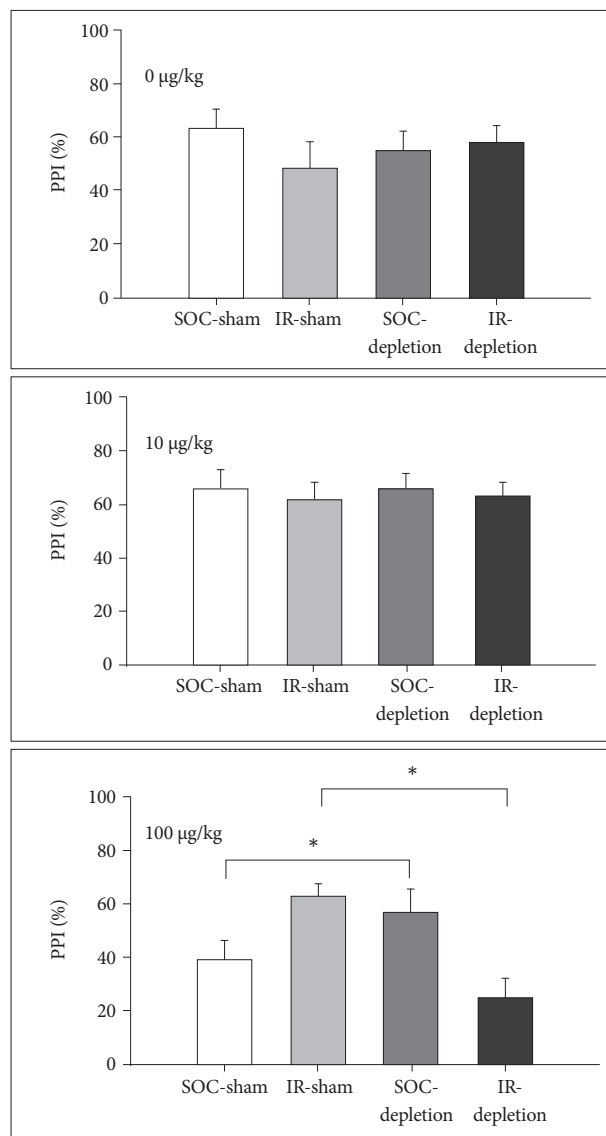 100
80
60
40
20
0
PPI (%)
0 µg/kg
SOC-sham
IR-sham
SOC-
depletion
IR-
depletion
100
80
60
40
20
0
PPI (%)
10 µg/kg
SOC-sham
IR-sham
SOC-
depletion
IR-
depletion
100
80
60
40
20
0
PPI (%)
100 µg/kg
*
*
SOC-sham
IR-sham
SOC-
depletion
IR-
depletion